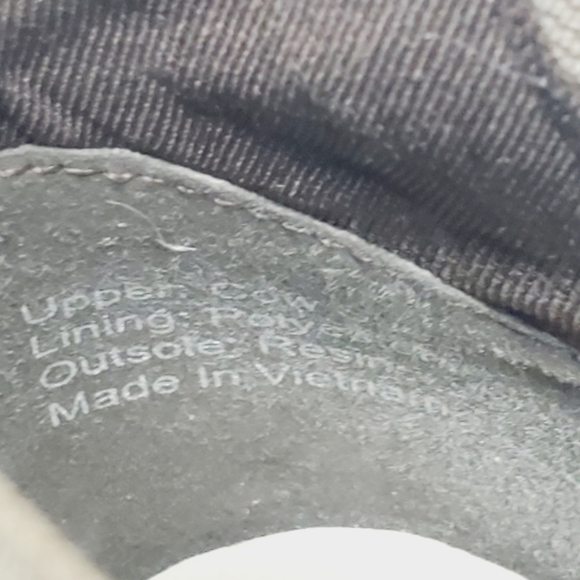 Upper: Cow
Lining:
Outsole: Resin
Made In Vietnam